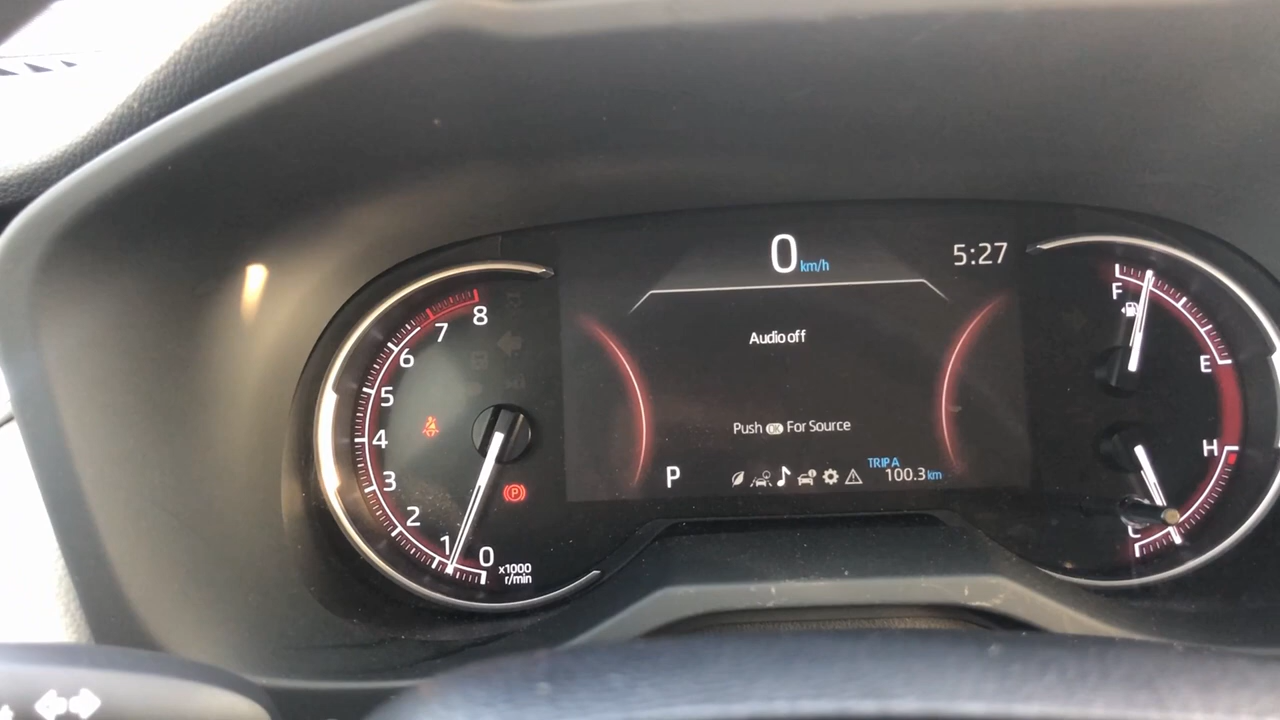 0 km/h
5:27
Audio off
Push OK For Source
P
TRIP A
100.3 km
8
7
6
5
4
3
2
1
0
x1000
r/min
P
F
E
H
C